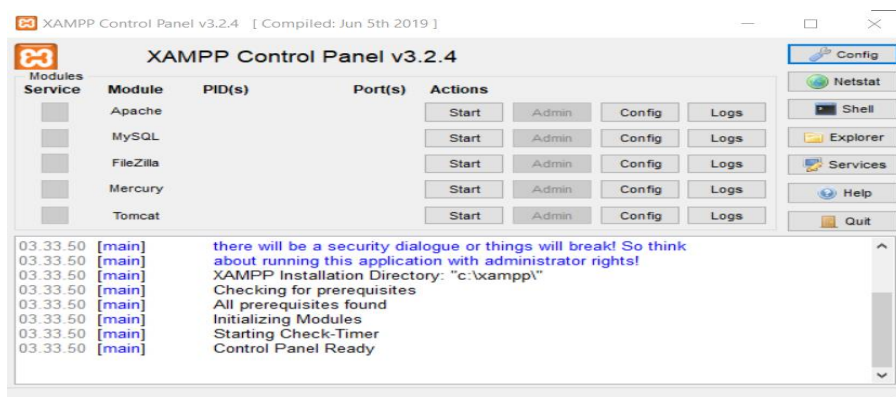 XAMPP Control Panel v3.2.4 [ Compiled: Jun 5th 2019 ]
XAMPP Control Panel v3.2.4
Config
Modules
Service Module PID(s) Port(s) Actions
Netstat
Apache Start Admin Config Logs
Shell
MySQL Start Admin Config Logs
Explorer
FileZilla Start Admin Config Logs
Services
Mercury Start Admin Config Logs
Help
Tomcat Start Admin Config Logs
Quit
03.33.50 [main] there will be a security dialogue or things will break! So think
03.33.50 [main] about running this application with administrator rights!
03.33.50 [main] XAMPP Installation Directory: "c:\xampp\"
03.33.50 [main] Checking for prerequisites
03.33.50 [main] All prerequisites found
03.33.50 [main] Initializing Modules
03.33.50 [main] Starting Check-Timer
03.33.50 [main] Control Panel Ready